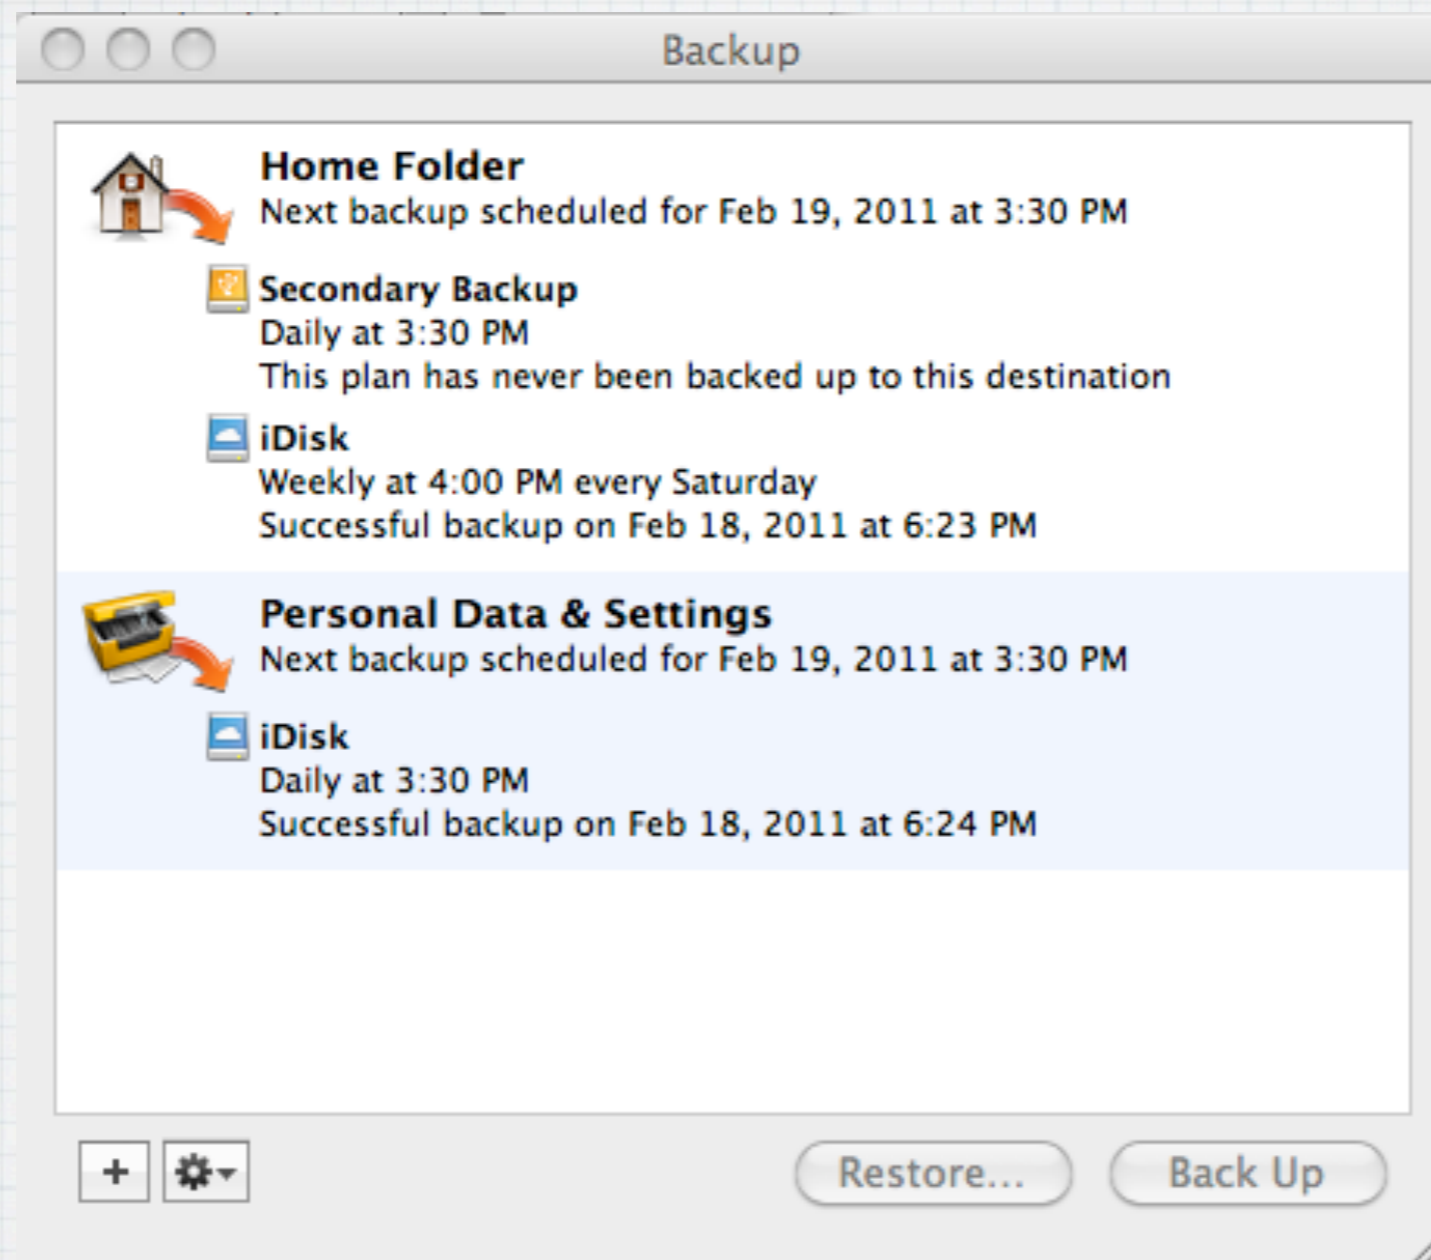 Backup
Home Folder
Next backup scheduled for Feb 19, 2011 at 3:30 PM
Secondary Backup
Daily at 3:30 PM
This plan has never been backed up to this destination
iDisk
Weekly at 4:00 PM every Saturday
Successful backup on Feb 18, 2011 at 6:23 PM
Personal Data & Settings
Next backup scheduled for Feb 19, 2011 at 3:30 PM
iDisk
Daily at 3:30 PM
Successful backup on Feb 18, 2011 at 6:24 PM
Restore... Back Up